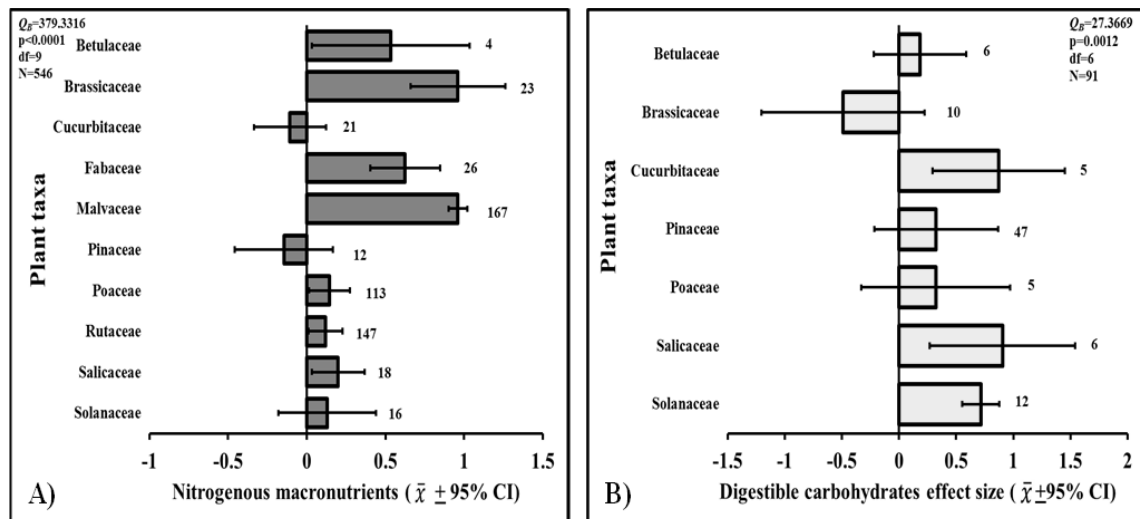 Q_B=379.3316
p<0.0001
df=9
N=546
Plant taxa
Betulaceae 4
Brassicaceae 23
Cucurbitaceae 21
Fabaceae 26
Malvaceae 167
Pinaceae 12
Poaceae 113
Rutaceae 147
Salicaceae 18
Solanaceae 16
-1 -0.5 0 0.5 1 1.5
A) Nitrogenous macronutrients ( x̄ ± 95% CI)
Q_B=27.3669
p=0.0012
df=6
N=91
Plant taxa
Betulaceae 6
Brassicaceae 10
Cucurbitaceae 5
Pinaceae 47
Poaceae 5
Salicaceae 6
Solanaceae 12
-1.5 -1 -0.5 0 0.5 1 1.5 2
B) Digestible carbohydrates effect size ( x̄ ±95% CI)